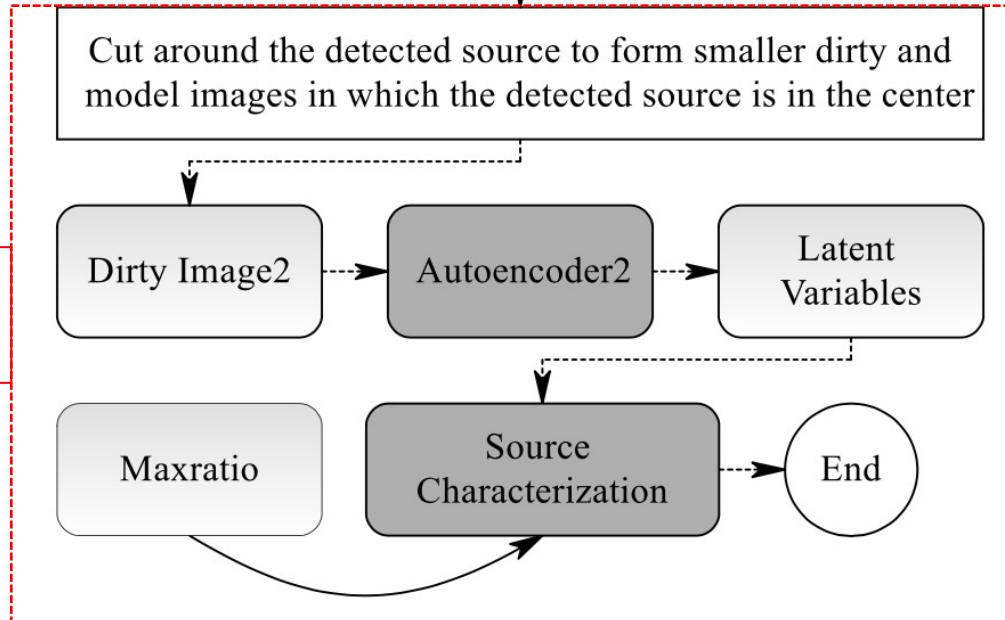 Cut around the detected source to form smaller dirty and
model images in which the detected source is in the center
Dirty Image2
Autoencoder2
Latent
Variables
Maxratio
Source
Characterization
End